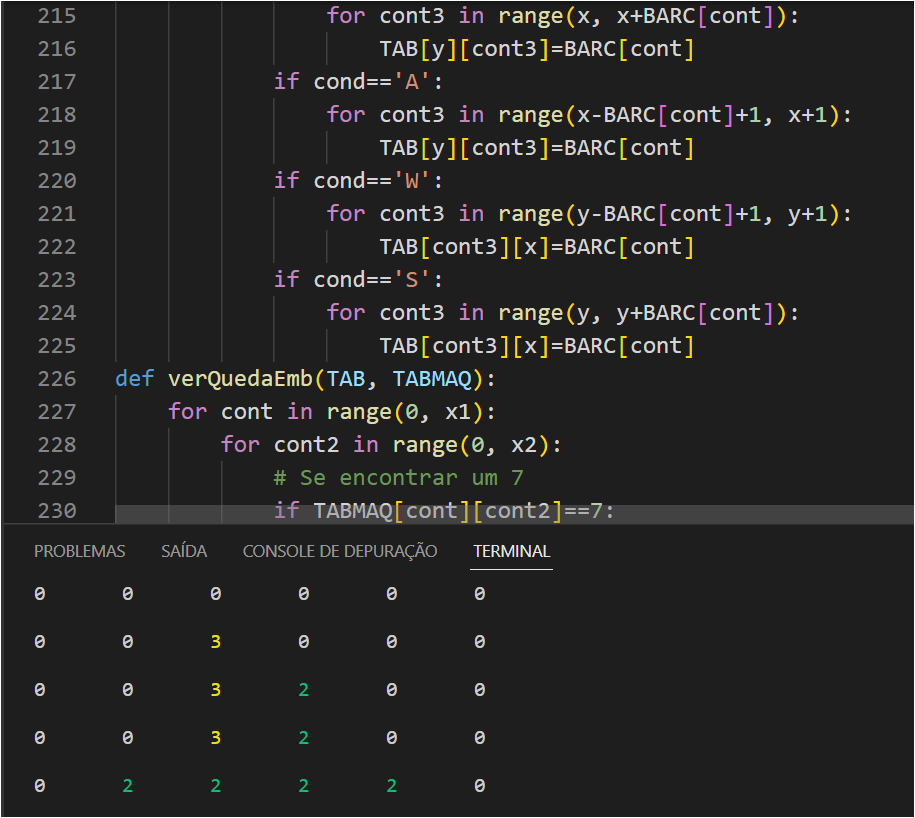 215 for cont3 in range(x, x+BARC[cont]):
216 TAB[y][cont3]=BARC[cont]
217 if cond=='A':
218 for cont3 in range(x-BARC[cont]+1, x+1):
219 TAB[y][cont3]=BARC[cont]
220 if cond=='W':
221 for cont3 in range(y-BARC[cont]+1, y+1):
222 TAB[cont3][x]=BARC[cont]
223 if cond=='S':
224 for cont3 in range(y, y+BARC[cont]):
225 TAB[cont3][x]=BARC[cont]
226 def verQuedaEmb(TAB, TABMAQ):
227 for cont in range(0, x1):
228 for cont2 in range(0, x2):
229 # Se encontrar um 7
230 if TABMAQ[cont][cont2]==7:
PROBLEMAS SAÍDA CONSOLE DE DEPURAÇÃO TERMINAL
0 0 0 0 0 0
0 0 3 0 0 0
0 0 3 2 0 0
0 0 3 2 0 0
0 2 2 2 2 0